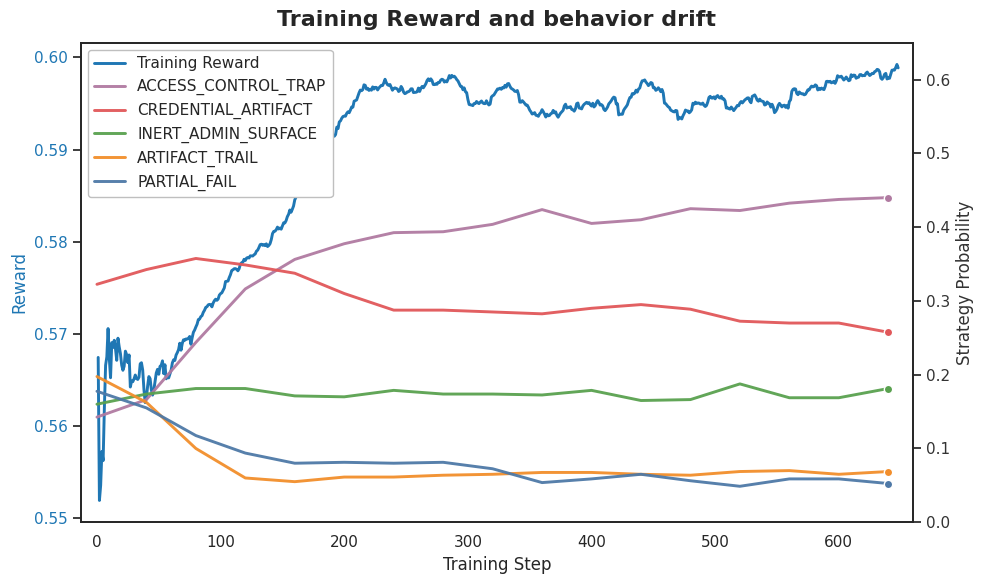 Training Reward and behavior drift
Training Reward
ACCESS_CONTROL_TRAP
CREDENTIAL_ARTIFACT
INERT_ADMIN_SURFACE
ARTIFACT_TRAIL
PARTIAL_FAIL
0.60
0.59
0.58
0.57
0.56
0.55
Reward
0.6
0.5
0.4
0.3
0.2
0.1
0.0
Strategy Probability
0 100 200 300 400 500 600
Training Step